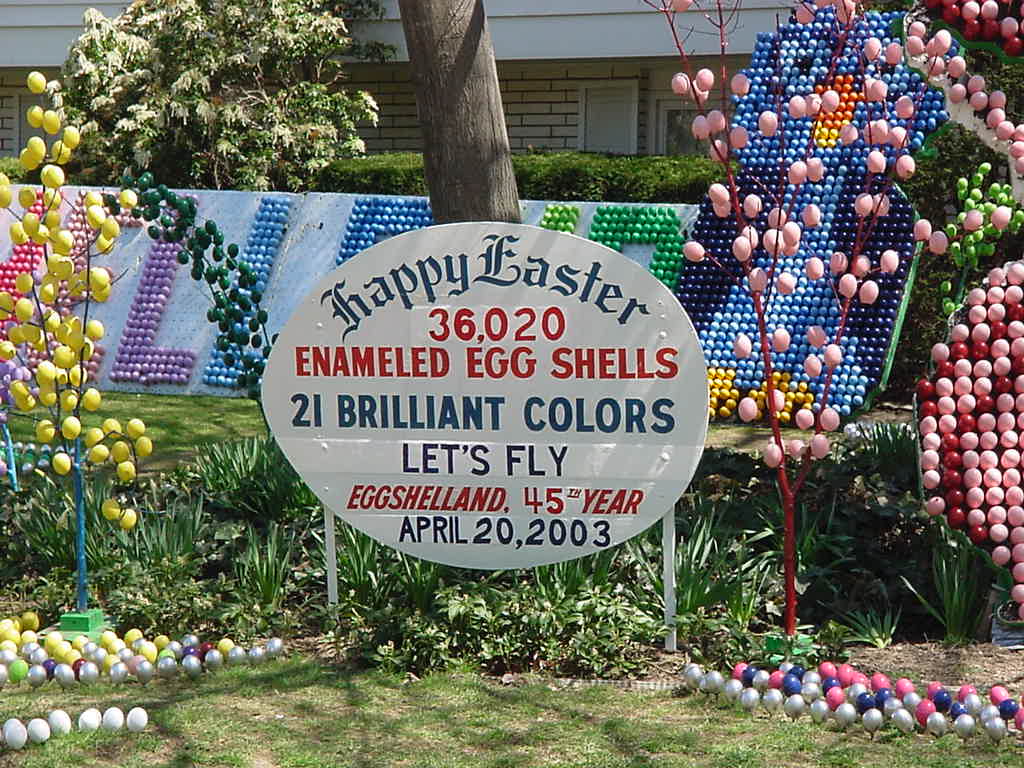 Happy Easter
36,020
ENAMELED EGG SHELLS
21 BRILLIANT COLORS
LET'S FLY
EGGSHELLAND, 45TH YEAR
APRIL 20, 2003